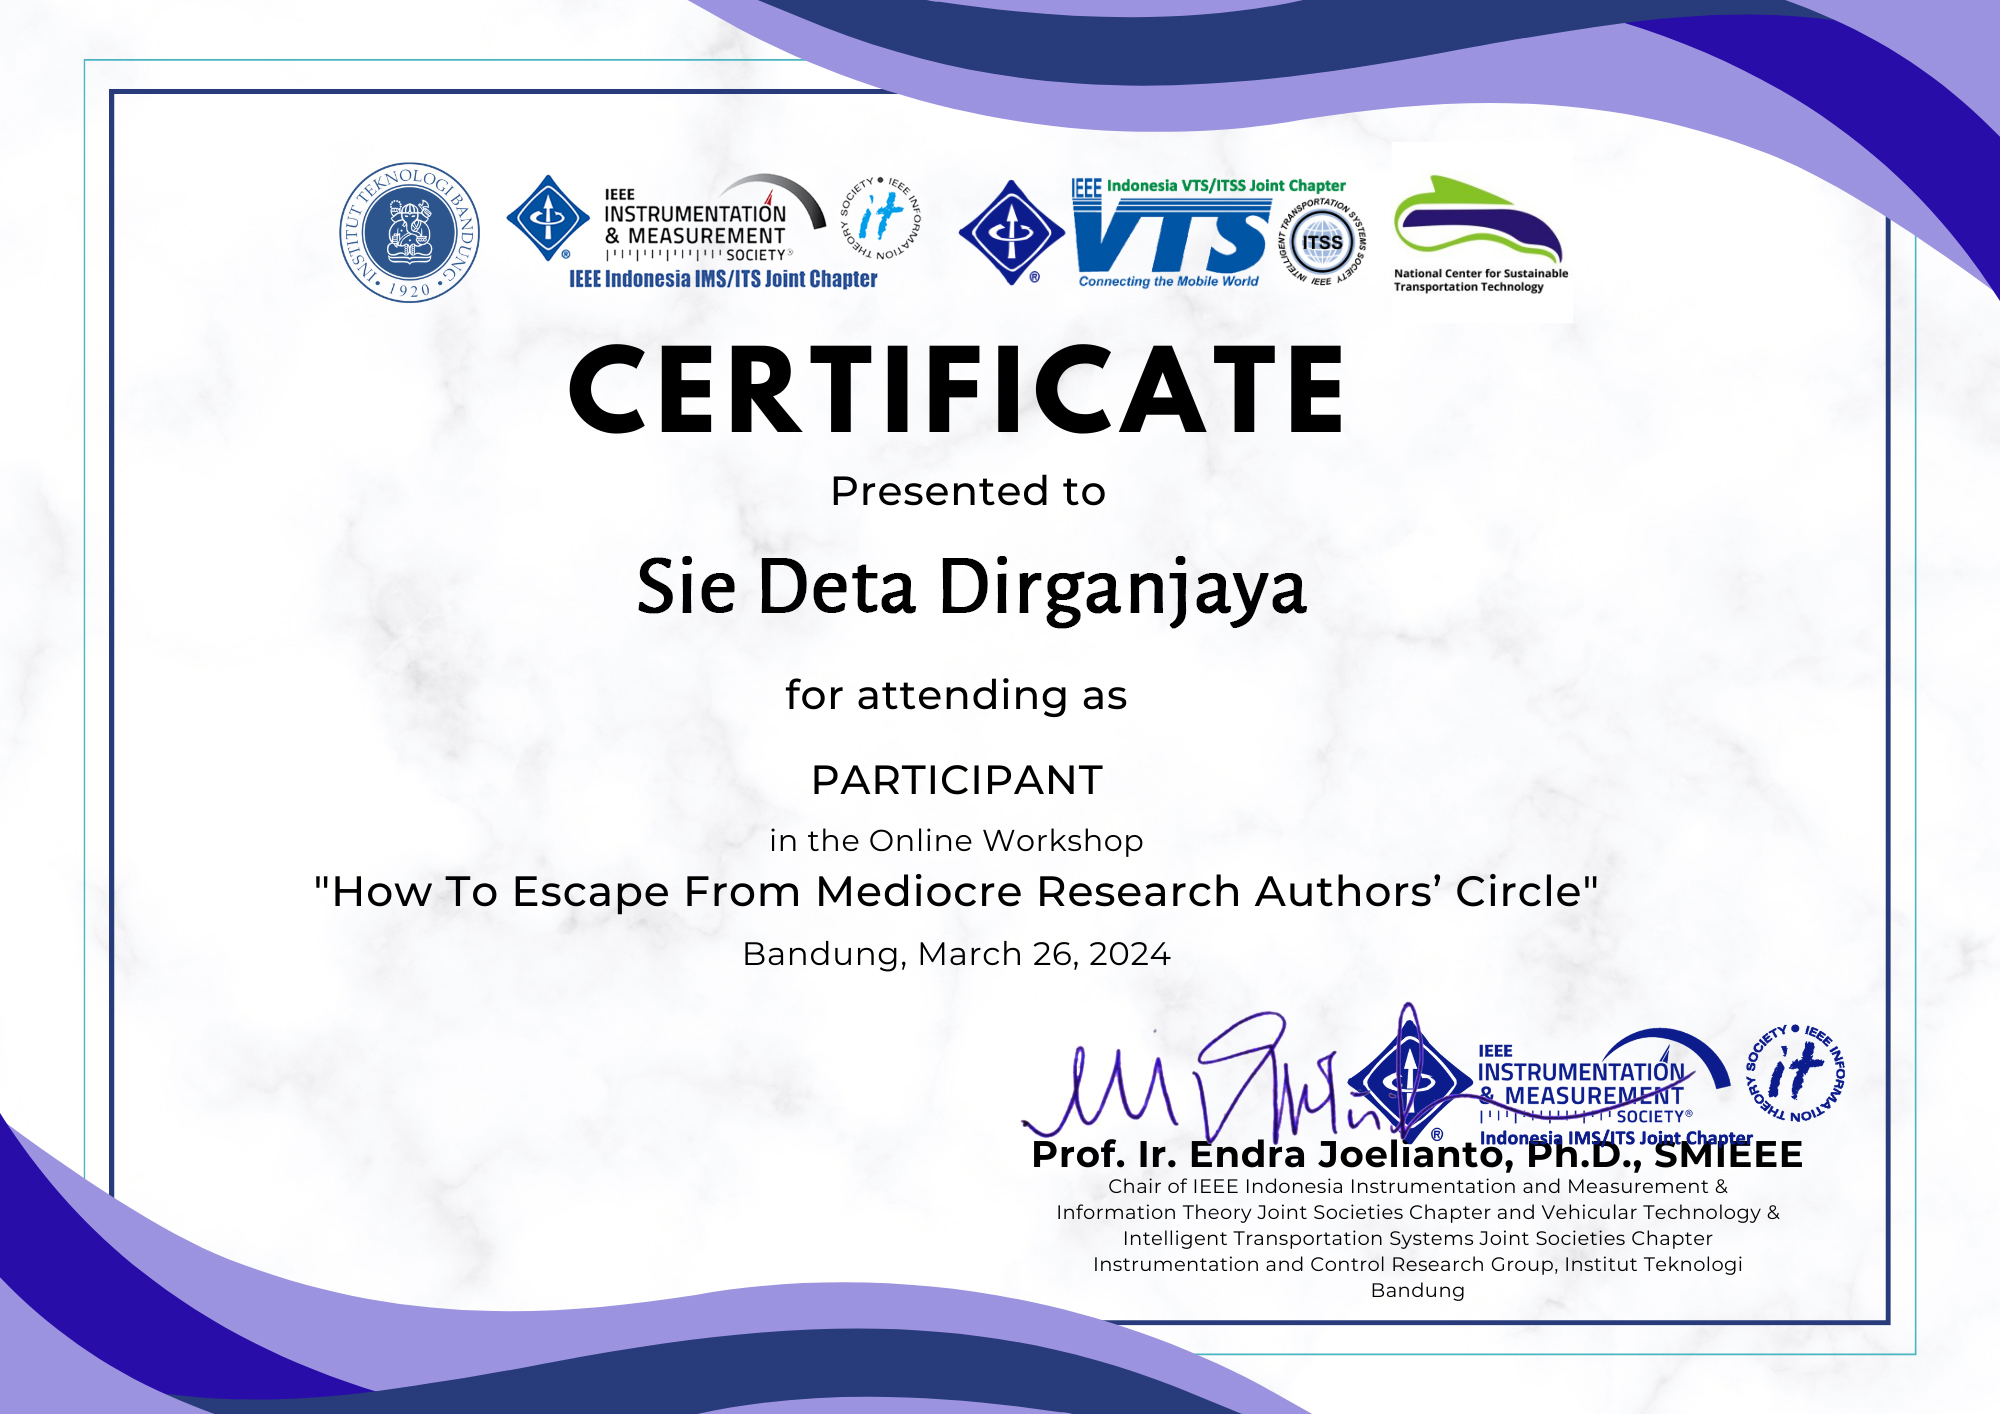 INSTITUT TEKNOLOGI BANDUNG
1920
IEEE
INSTRUMENTATION
& MEASUREMENT
SOCIETY®
IEEE INFORMATION THEORY SOCIETY
it
IEEE Indonesia IMS/ITS Joint Chapter
®
IEEE Indonesia VTS/ITSS Joint Chapter
VTS
Connecting the Mobile World
®
INTELLIGENT TRANSPORTATION SYSTEMS SOCIETY
ITSS
IEEE
National Center for Sustainable
Transportation Technology
CERTIFICATE
Presented to
Sie Deta Dirganjaya
for attending as
PARTICIPANT
in the Online Workshop
"How To Escape From Mediocre Research Authors’ Circle"
Bandung, March 26, 2024
IEEE
INSTRUMENTATION
& MEASUREMENT
SOCIETY®
®
IEEE INFORMATION THEORY SOCIETY
it
Indonesia IMS/ITS Joint Chapter
Prof. Ir. Endra Joelianto, Ph.D., SMIEEE
Chair of IEEE Indonesia Instrumentation and Measurement &
Information Theory Joint Societies Chapter and Vehicular Technology &
Intelligent Transportation Systems Joint Societies Chapter
Instrumentation and Control Research Group, Institut Teknologi
Bandung